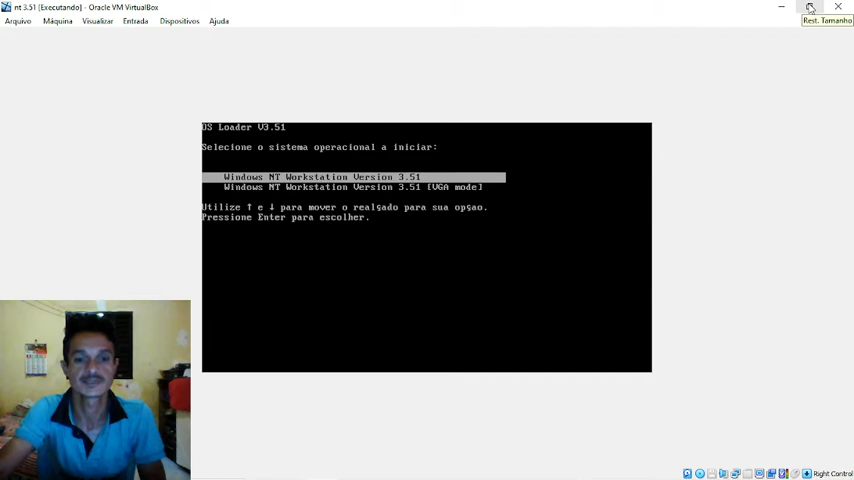 nt 3.51 [Executando] - Oracle VM VirtualBox
Rest. Tamanho
Arquivo Máquina Visualizar Entrada Dispositivos Ajuda
OS Loader V3.51
Selecione o sistema operacional a iniciar:
Windows NT Workstation Version 3.51
Windows NT Workstation Version 3.51 [VGA mode]
Utilize ↑ e ↓ para mover o realçado para sua opçao.
Pressione Enter para escolher.
Right Control